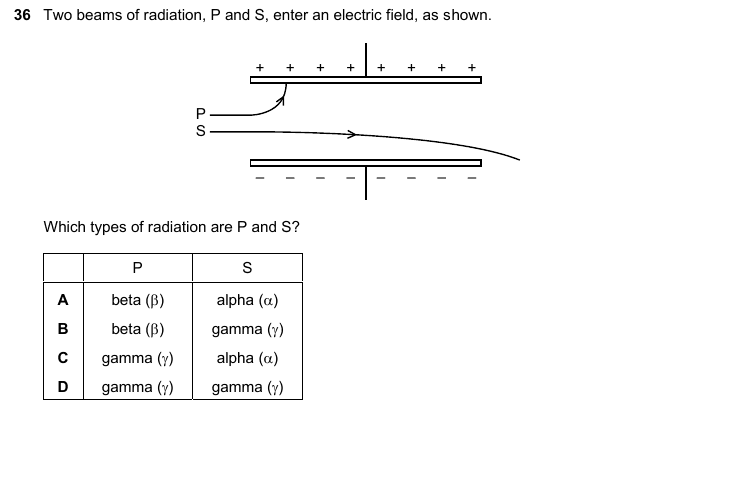 36 Two beams of radiation, P and S, enter an electric field, as shown.
+ + + + + + + +
P
S
– – – – – – – –
Which types of radiation are P and S?
P S
A beta (β) alpha (α)
B beta (β) gamma (γ)
C gamma (γ) alpha (α)
D gamma (γ) gamma (γ)